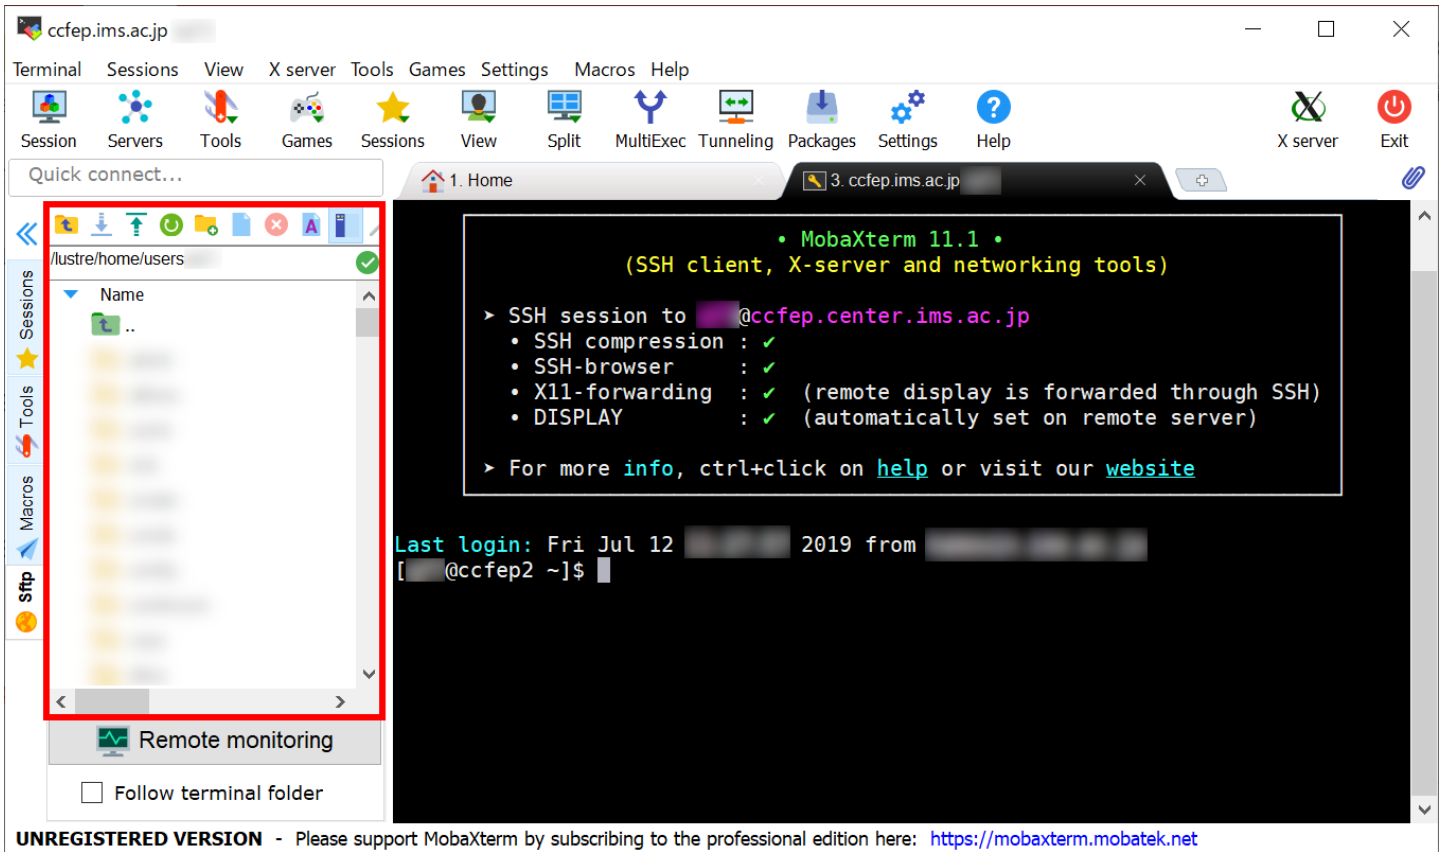 ccfep.ims.ac.jp
Terminal Sessions View X server Tools Games Settings Macros Help
Session Servers Tools Games Sessions View Split MultiExec Tunneling Packages Settings Help X server Exit
Quick connect...
1. Home
3. ccfep.ims.ac.jp
/lustre/home/users
Name
..
Sessions
Tools
Macros
Sftp
Remote monitoring
Follow terminal folder
• MobaXterm 11.1 •
(SSH client, X-server and networking tools)
➤ SSH session to @ccfep.center.ims.ac.jp
• SSH compression : ✔
• SSH-browser : ✔
• X11-forwarding : ✔ (remote display is forwarded through SSH)
• DISPLAY : ✔ (automatically set on remote server)
➤ For more info, ctrl+click on help or visit our website
Last login: Fri Jul 12 2019 from
[ @ccfep2 ~]$
UNREGISTERED VERSION - Please support MobaXterm by subscribing to the professional edition here: https://mobaxterm.mobatek.net